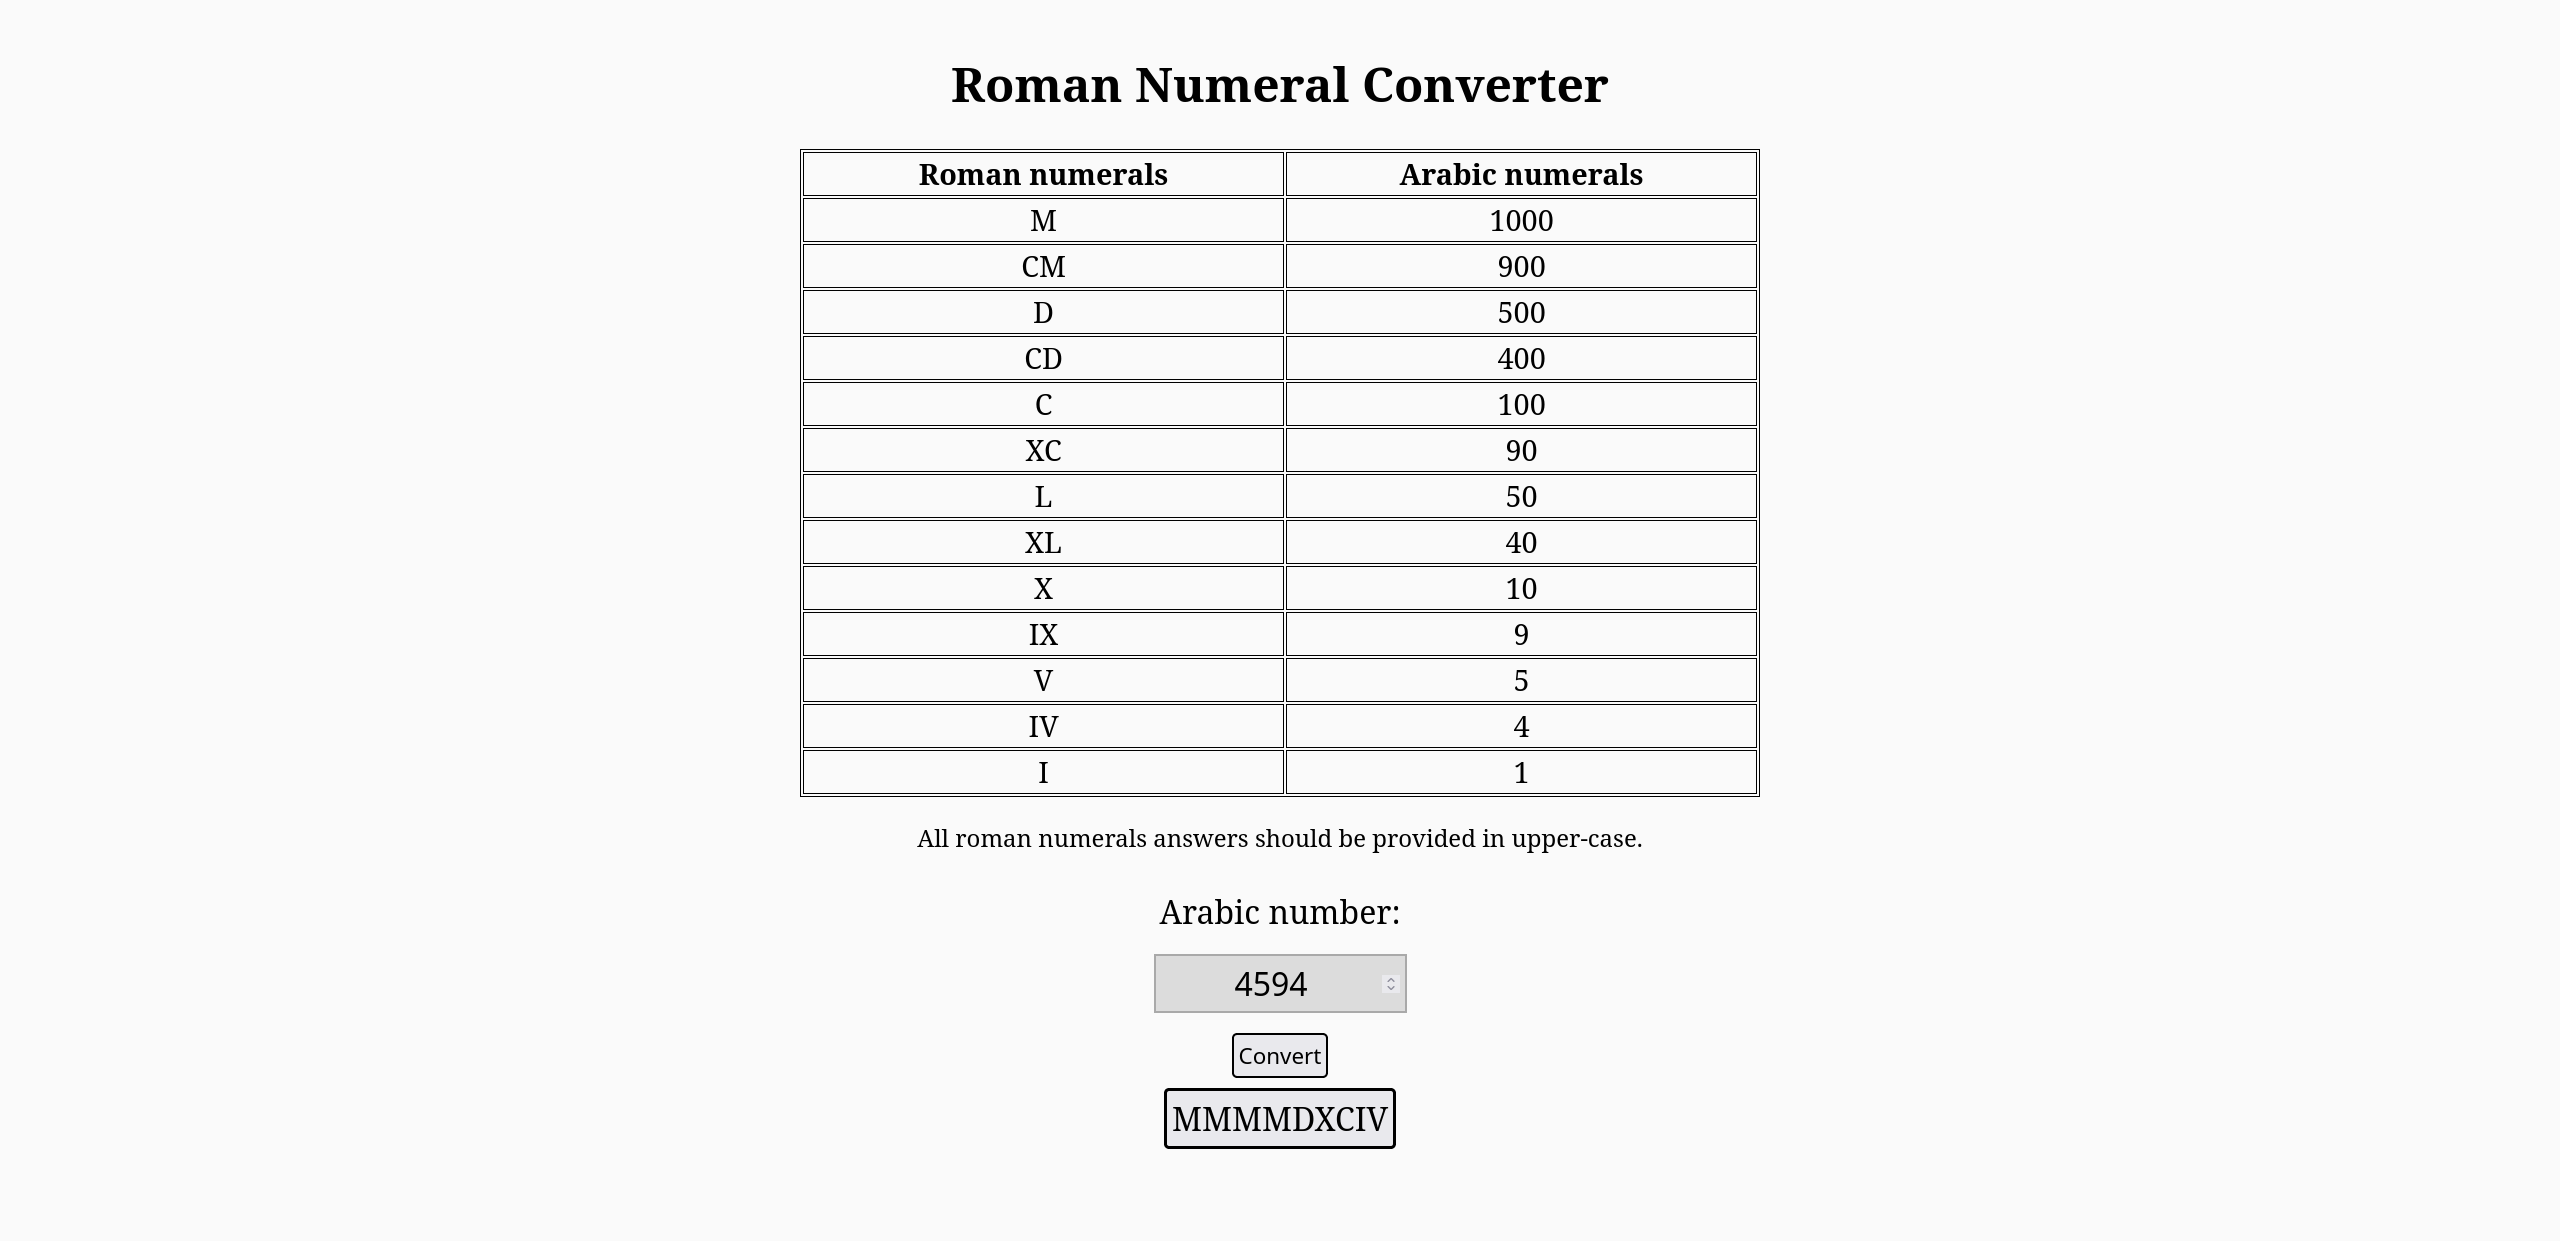 Roman Numeral Converter
Roman numerals Arabic numerals
M 1000
CM 900
D 500
CD 400
C 100
XC 90
L 50
XL 40
X 10
IX 9
V 5
IV 4
I 1
All roman numerals answers should be provided in upper-case.
Arabic number:
4594
Convert
MMMMDXCIV